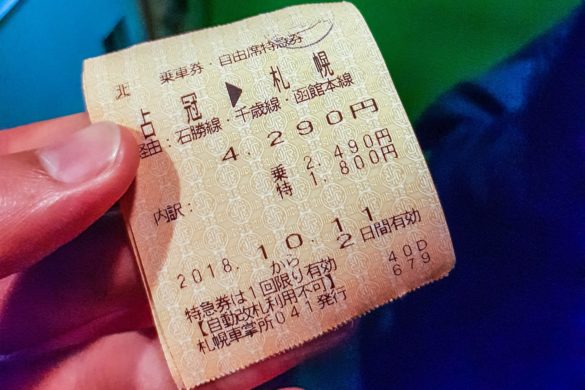 北 乗車券・自由席特急券
占冠▶札幌
経由：石勝線・千歳線・函館本線
4,290円
内訳： 乗 2,490円
特 1,800円
2018.10.11
から 2日間有効
特急券は1回限り有効 40D
【自動改札利用不可】 679
札幌車掌所041発行